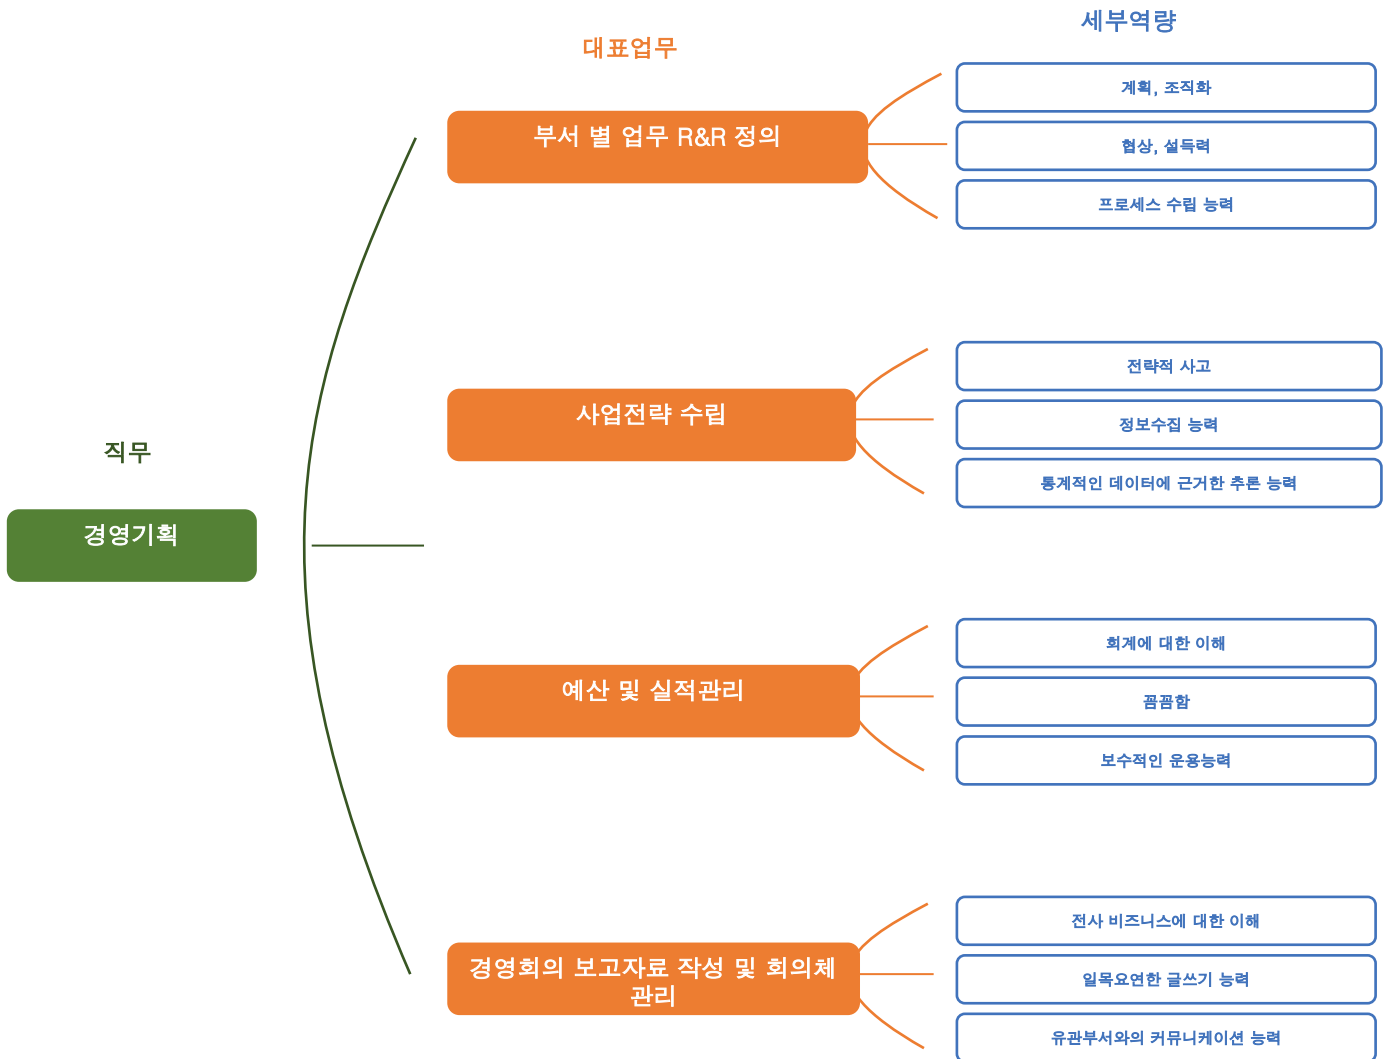 세부역량
대표업무
계획, 조직화
부서 별 업무 R&R 정의
협상, 설득력
프로세스 수립 능력
전략적 사고
사업전략 수립
정보수집 능력
통계적인 데이터에 근거한 추론 능력
직무
경영기획
회계에 대한 이해
예산 및 실적관리
꼼꼼함
보수적인 운용능력
전사 비즈니스에 대한 이해
경영회의 보고자료 작성 및 회의체
관리
일목요연한 글쓰기 능력
유관부서와의 커뮤니케이션 능력